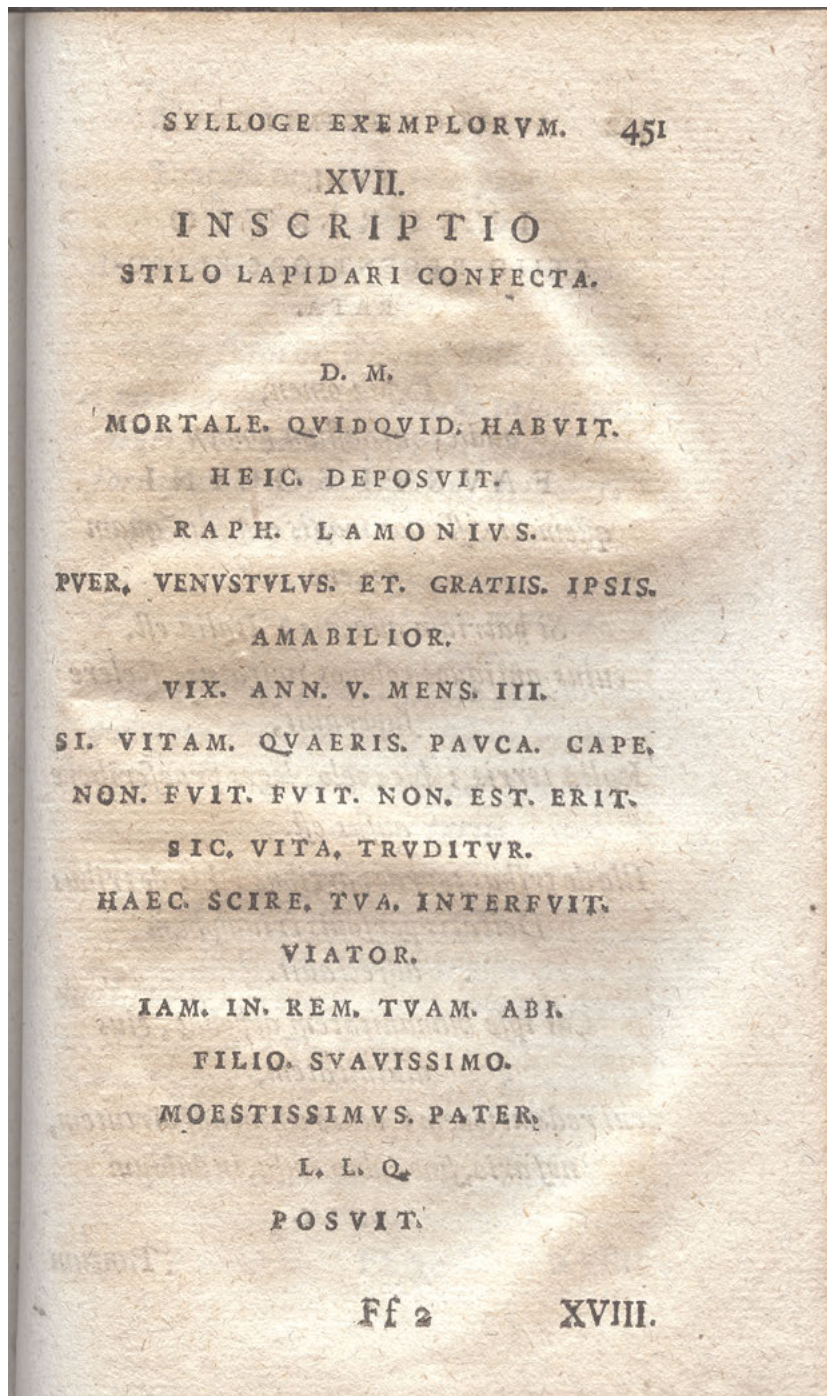 SYLLOGE EXEMPLORVM. 451
XVII.
INSCRIPTIO
STILO LAPIDARI CONFECTA.
D. M.
MORTALE. QVIDQVID. HABVIT.
HEIC. DEPOSVIT.
RAPH. LAMONIVS.
PVER. VENVSTVLVS. ET. GRATIIS. IPSIS.
AMABILIOR.
VIX. ANN. V. MENS. III.
SI. VITAM. QVAERIS. PAVCA. CAPE.
NON. FVIT. FVIT. NON. EST. ERIT.
SIC. VITA. TRVDITVR.
HAEC. SCIRE. TVA. INTERFVIT.
VIATOR.
IAM. IN. REM. TVAM. ABI.
FILIO. SVAVISSIMO.
MOESTISSIMVS. PATER.
L. L. Q.
POSVIT.
Ff 2 XVIII.